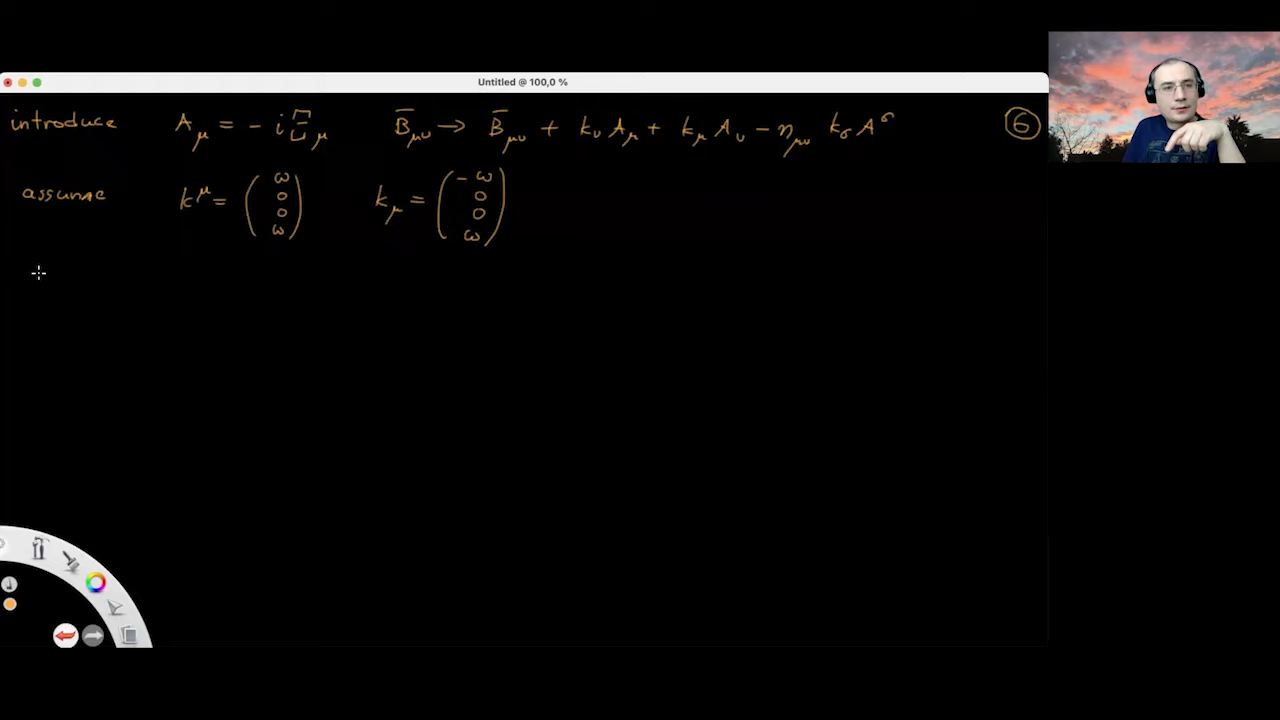 Untitled @ 100,0 %
introduce A_μ = - i Ξ_μ B̄_μν → B̄_μν + k_ν A_μ + k_μ A_ν - η_μν k_σ A^σ ⑥
assume k^μ = (ω 0 0 ω) k_μ = (-ω 0 0 ω)